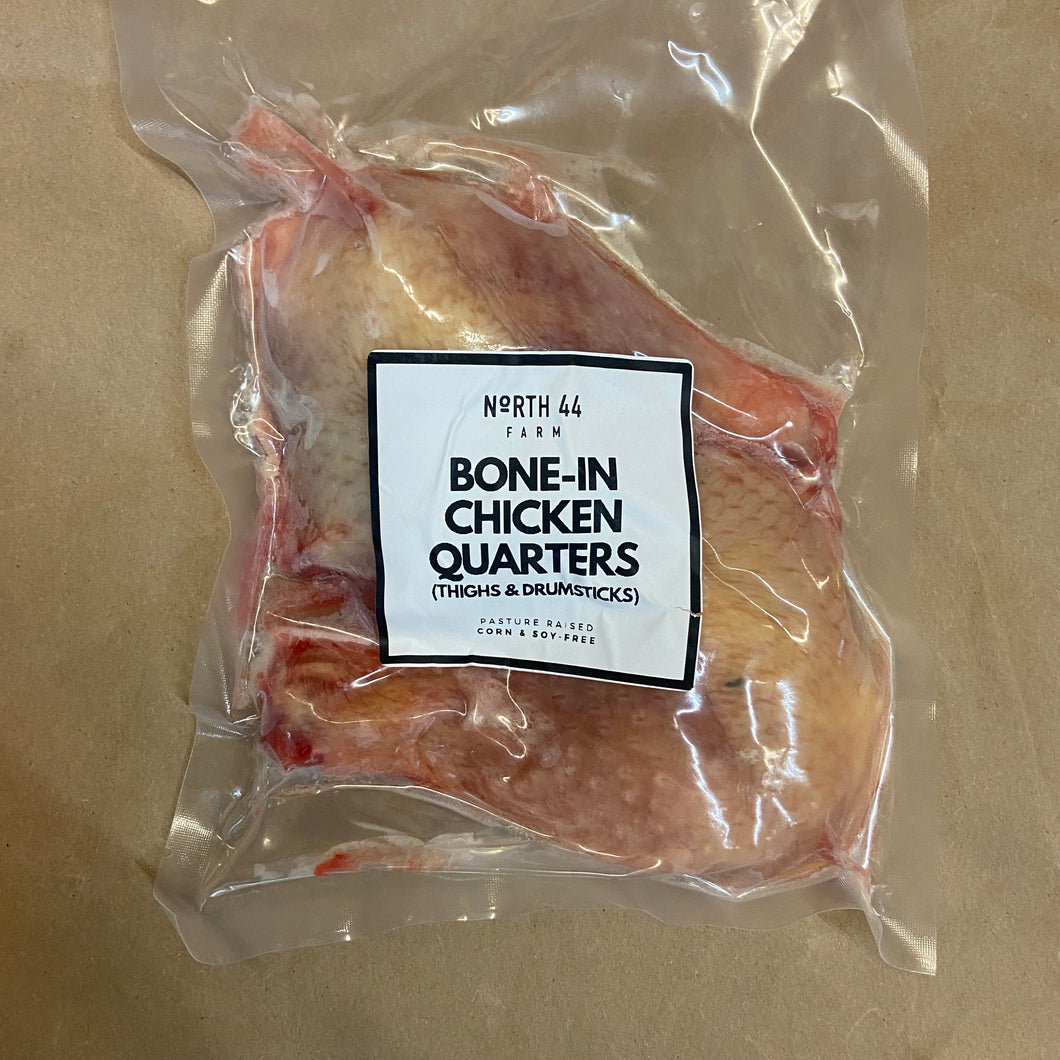 NºRTH 44
FARM
BONE-IN
CHICKEN
QUARTERS
(THIGHS & DRUMSTICKS)
PASTURE RAISED
CORN & SOY-FREE